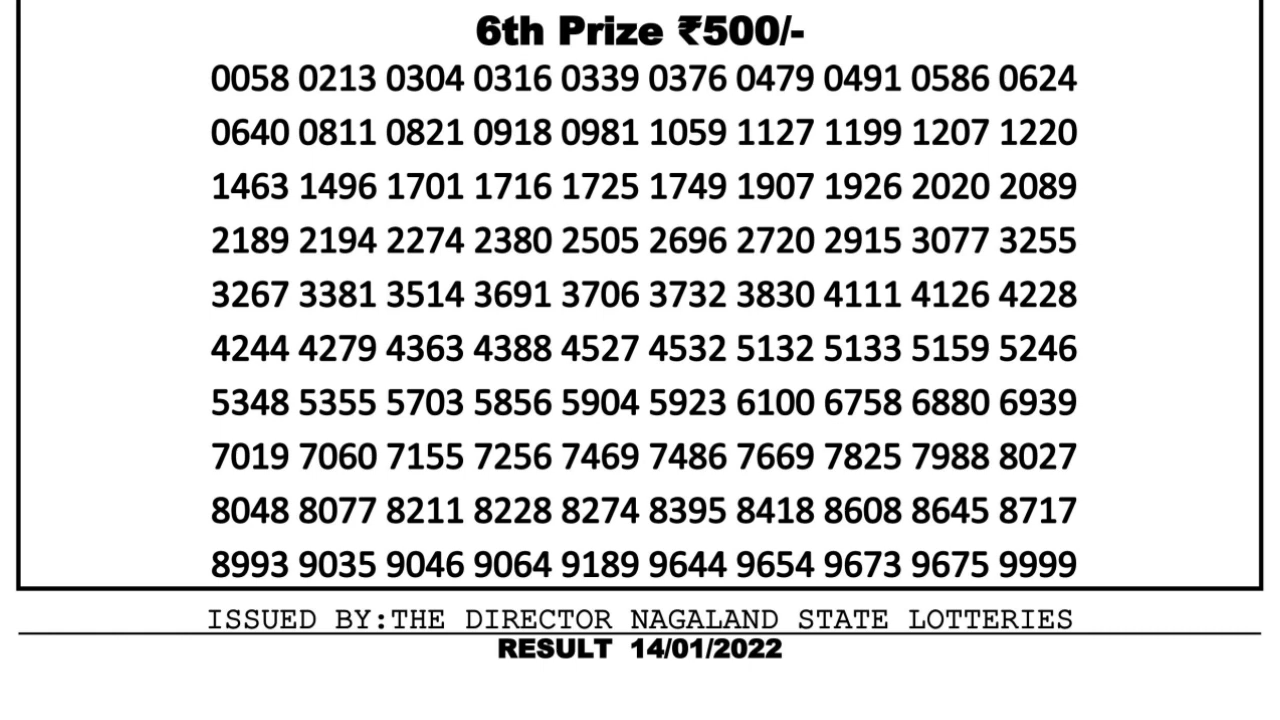 6th Prize ₹500/-
0058 0213 0304 0316 0339 0376 0479 0491 0586 0624
0640 0811 0821 0918 0981 1059 1127 1199 1207 1220
1463 1496 1701 1716 1725 1749 1907 1926 2020 2089
2189 2194 2274 2380 2505 2696 2720 2915 3077 3255
3267 3381 3514 3691 3706 3732 3830 4111 4126 4228
4244 4279 4363 4388 4527 4532 5132 5133 5159 5246
5348 5355 5703 5856 5904 5923 6100 6758 6880 6939
7019 7060 7155 7256 7469 7486 7669 7825 7988 8027
8048 8077 8211 8228 8274 8395 8418 8608 8645 8717
8993 9035 9046 9064 9189 9644 9654 9673 9675 9999
ISSUED BY:THE DIRECTOR NAGALAND STATE LOTTERIES
RESULT 14/01/2022